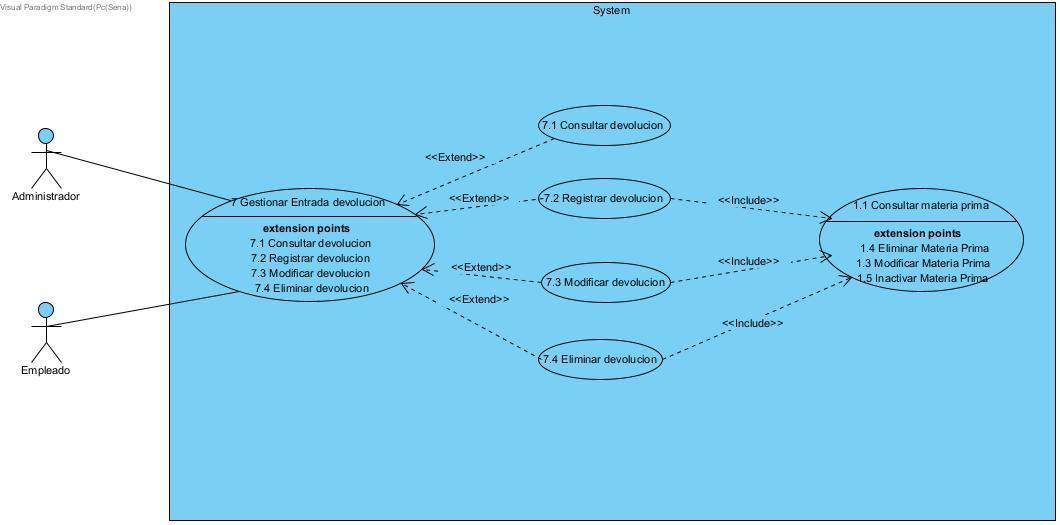 Visual Paradigm Standard(Pc(Sena))
System
7.1 Consultar devolucion
<<Extend>>
Administrador
7 Gestionar Entrada devolucion
extension points
7.1 Consultar devolucion
7.2 Registrar devolucion
7.3 Modificar devolucion
7.4 Eliminar devolucion
<<Extend>>
7.2 Registrar devolucion
<<Include>>
1.1 Consultar materia prima
extension points
1.4 Eliminar Materia Prima
1.3 Modificar Materia Prima
1.5 Inactivar Materia Prima
<<Extend>>
7.3 Modificar devolucion
<<Include>>
<<Extend>>
<<Include>>
7.4 Eliminar devolucion
Empleado